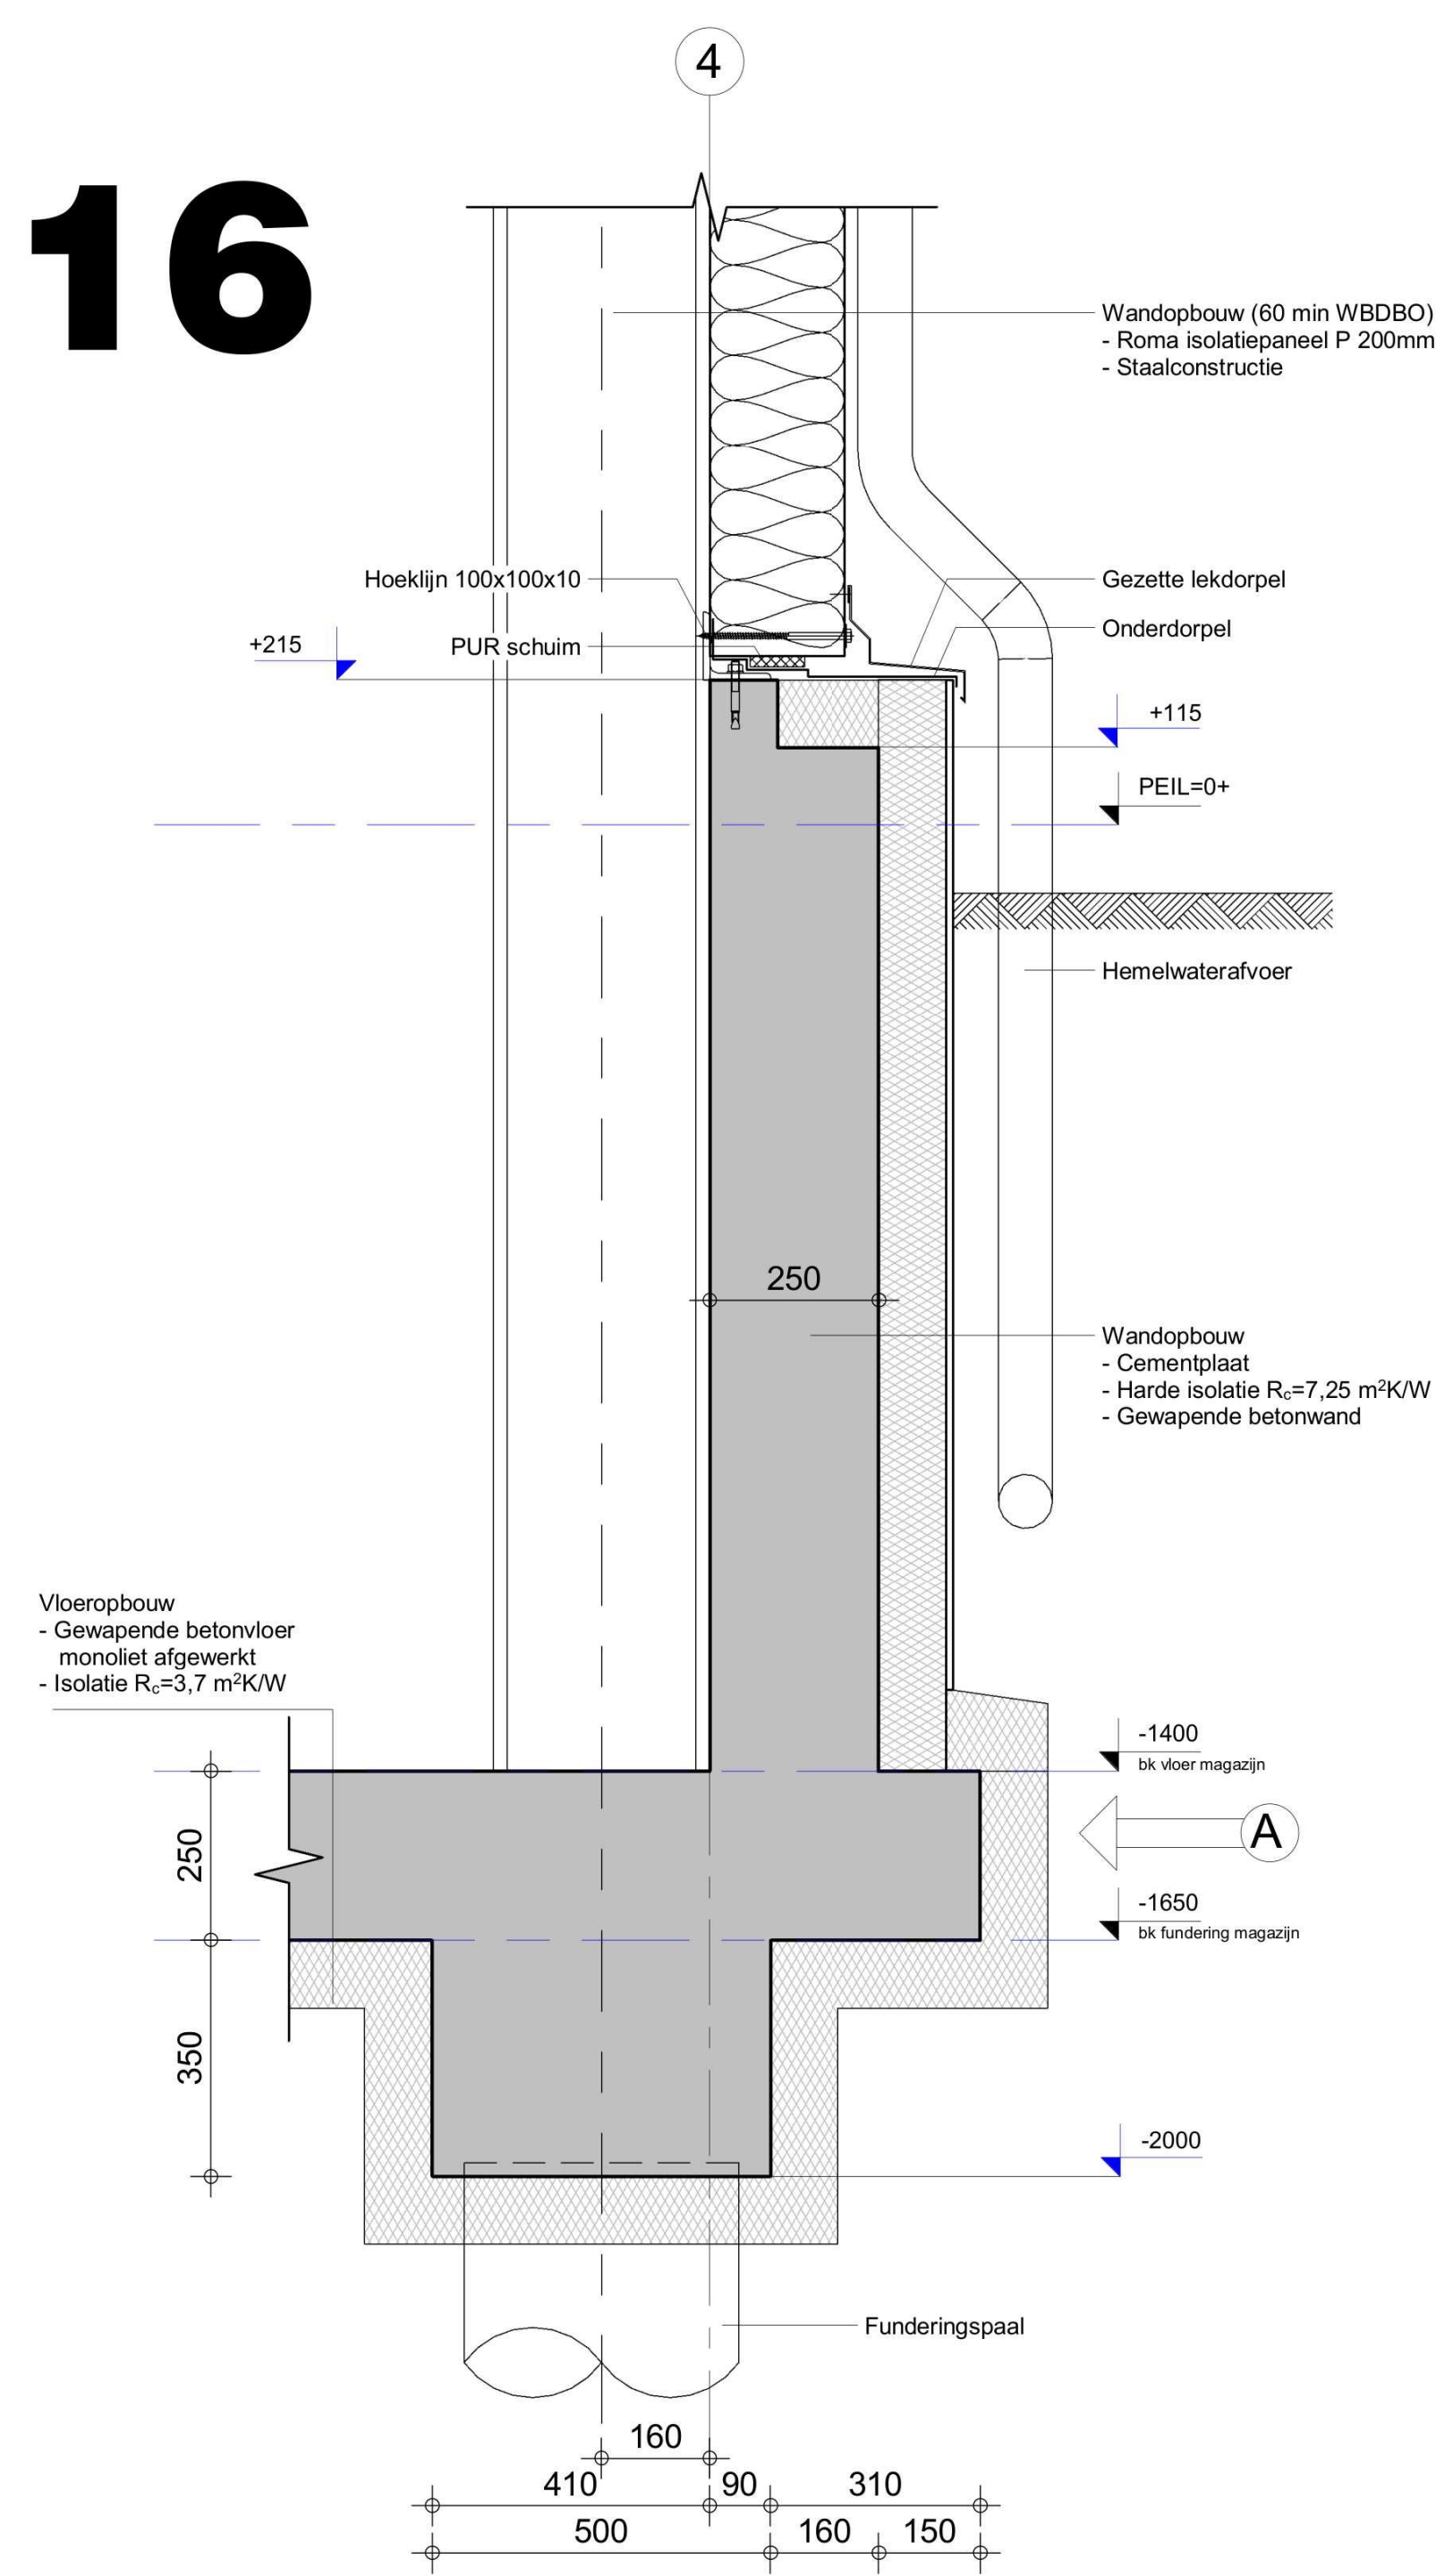 4
16
Wandopbouw (60 min WBDBO)
- Roma isolatiepaneel P 200mm
- Staalconstructie
Hoeklijn 100x100x10
Gezette lekdorpel
Onderdorpel
+215
PUR schuim
+115
PEIL=0+
Hemelwaterafvoer
250
Wandopbouw
- Cementplaat
- Harde isolatie Rc=7,25 m²K/W
- Gewapende betonwand
Vloeropbouw
- Gewapende betonvloer
monoliet afgewerkt
- Isolatie Rc=3,7 m²K/W
-1400
bk vloer magazijn
A
250
-1650
bk fundering magazijn
350
-2000
Funderingspaal
160
410 90 310
500 160 150